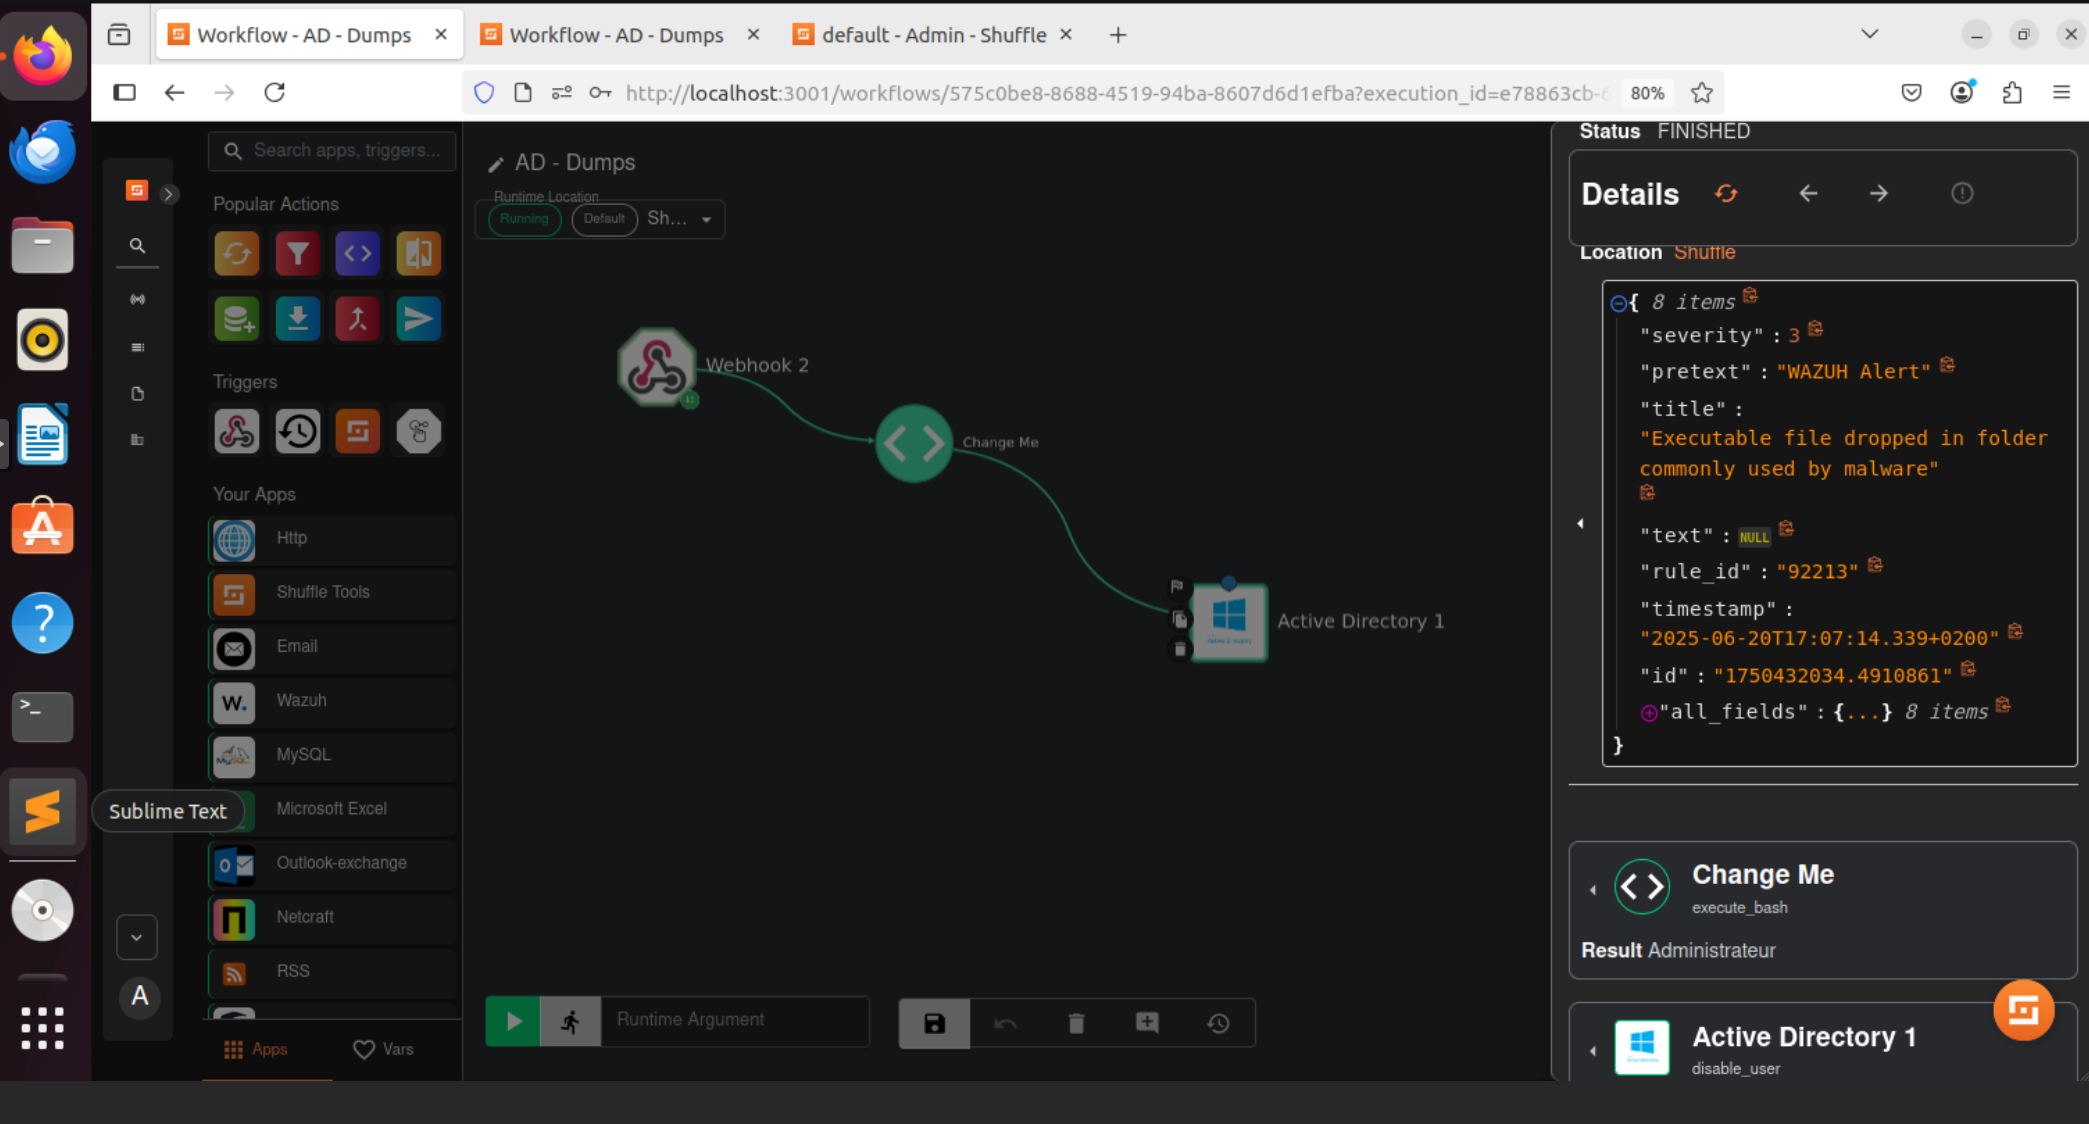 Workflow - AD - Dumps
Workflow - AD - Dumps
default - Admin - Shuffle
http://localhost:3001/workflows/575c0be8-8688-4519-94ba-8607d6d1efba?execution_id=e78863cb-
80%
Search apps, triggers...
Popular Actions
Triggers
Your Apps
Http
Shuffle Tools
Email
W.
Wazuh
MySQL
MySQL
Sublime Text
Microsoft Excel
Outlook-exchange
Netcraft
RSS
A
Apps
Vars
AD - Dumps
Runtime Location
Running
Default
Sh...
Webhook 2
Change Me
Active Directory 1
Runtime Argument
Status FINISHED
Details
Location Shuffle
{ 8 items
"severity" : 3
"pretext" : "WAZUH Alert"
"title" :
"Executable file dropped in folder
commonly used by malware"
"text" : NULL
"rule_id" : "92213"
"timestamp" :
"2025-06-20T17:07:14.339+0200"
"id" : "1750432034.4910861"
"all_fields" : {...} 8 items
}
Change Me
execute_bash
Result Administrateur
Active Directory 1
disable_user